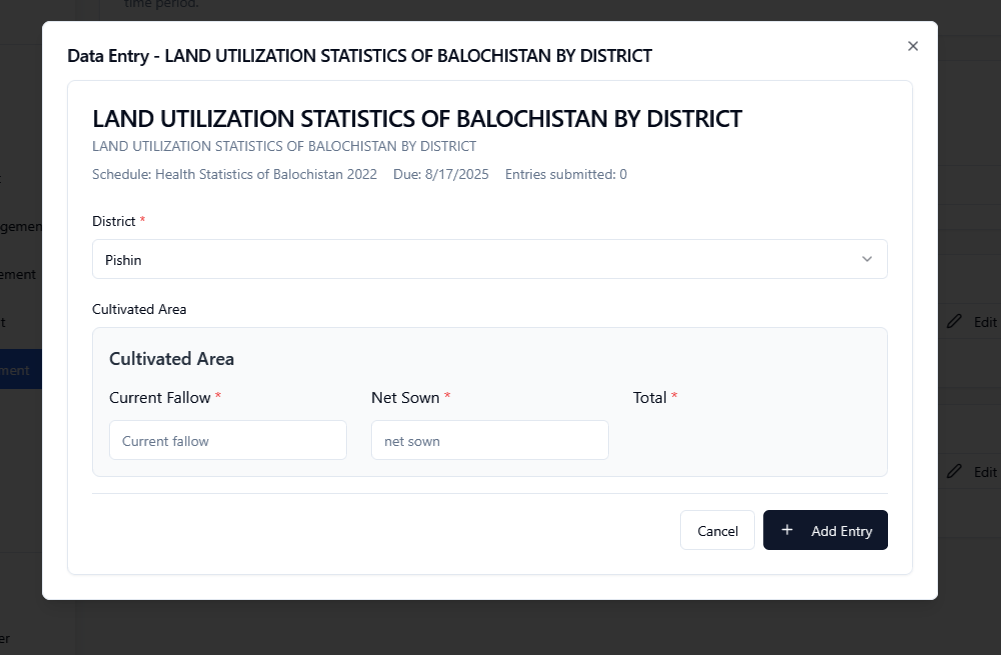 time period.
Data Entry - LAND UTILIZATION STATISTICS OF BALOCHISTAN BY DISTRICT
LAND UTILIZATION STATISTICS OF BALOCHISTAN BY DISTRICT
LAND UTILIZATION STATISTICS OF BALOCHISTAN BY DISTRICT
Schedule: Health Statistics of Balochistan 2022 Due: 8/17/2025 Entries submitted: 0
District *
Pishin
Cultivated Area
Cultivated Area
Current Fallow * Net Sown * Total *
Current fallow net sown
Cancel + Add Entry
gemen
ement
t
ment
er
Edit
Edit